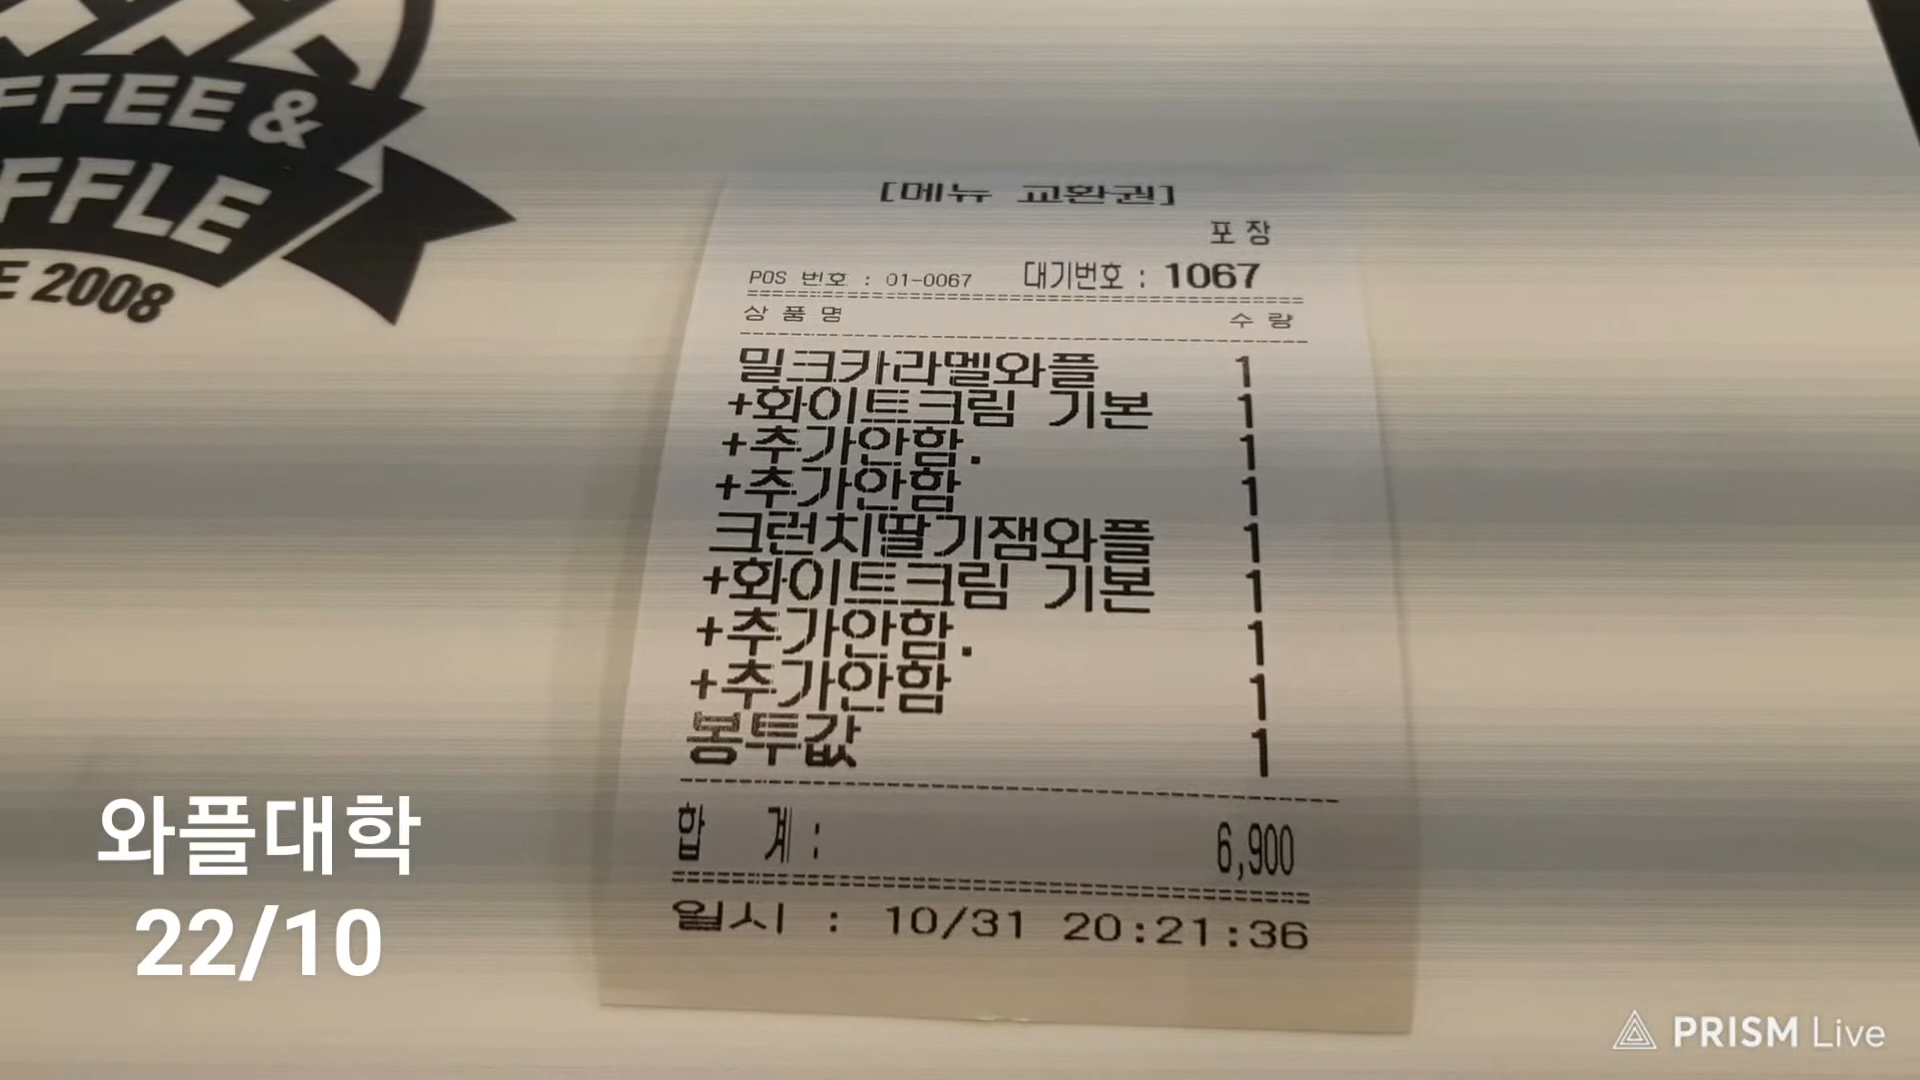 FFEE &
FFLE
E 2008
[메뉴 교환권]
포장
POS 번호 : 01-0067 대기번호 : 1067
상품명 수량
밀크카라멜와플 1
+화이트크림 기본 1
+추가안함. 1
+추가안함 1
크런치딸기잼와플 1
+화이트크림 기본 1
+추가안함. 1
+추가안함 1
봉투값 1
합 계 : 6,900
일시 : 10/31 20:21:36
와플대학
22/10
PRISM Live